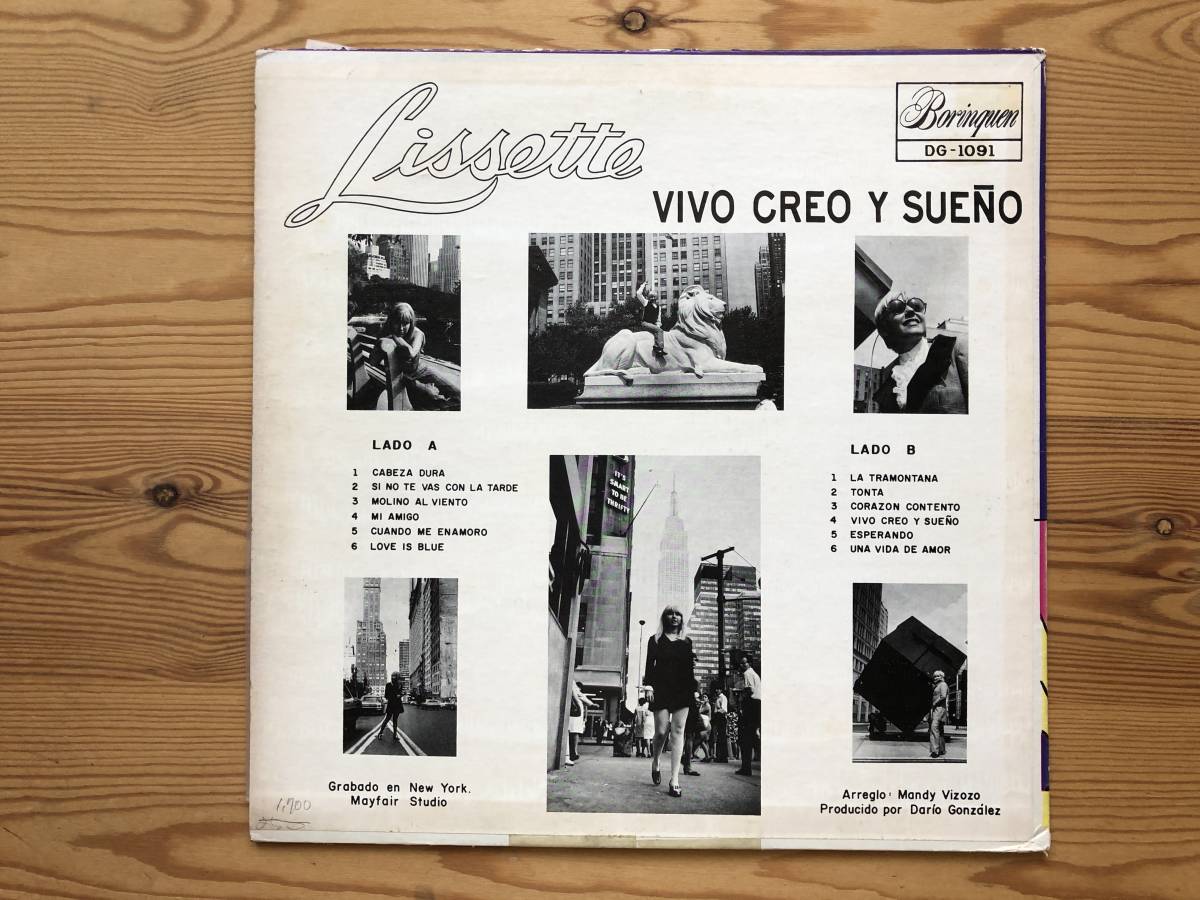 Lissette
Borinquen
DG-1091
VIVO CREO Y SUEÑO
LADO A
1 CABEZA DURA
2 SI NO TE VAS CON LA TARDE
3 MOLINO AL VIENTO
4 MI AMIGO
5 CUANDO ME ENAMORO
6 LOVE IS BLUE
LADO B
1 LA TRAMONTANA
2 TONTA
3 CORAZON CONTENTO
4 VIVO CREO Y SUEÑO
5 ESPERANDO
6 UNA VIDA DE AMOR
IT'S
SMART
TO BE
THRIFTY
Grabado en New York.
Mayfair Studio
1,700
Arreglo: Mandy Vizozo
Producido por Darío González